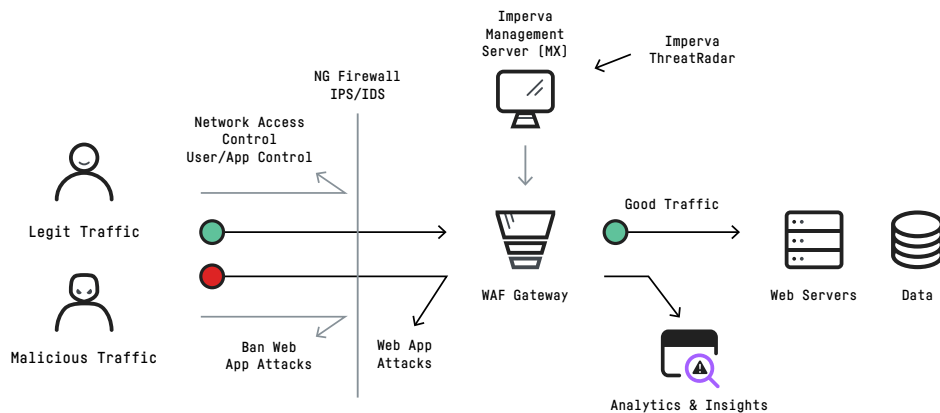 Imperva
Management
Server [MX]
Imperva
ThreatRadar
NG Firewall
IPS/IDS
Network Access
Control
User/App Control
Legit Traffic
Good Traffic
WAF Gateway
Web Servers
Data
Malicious Traffic
Ban Web
App Attacks
Web App
Attacks
Analytics & Insights